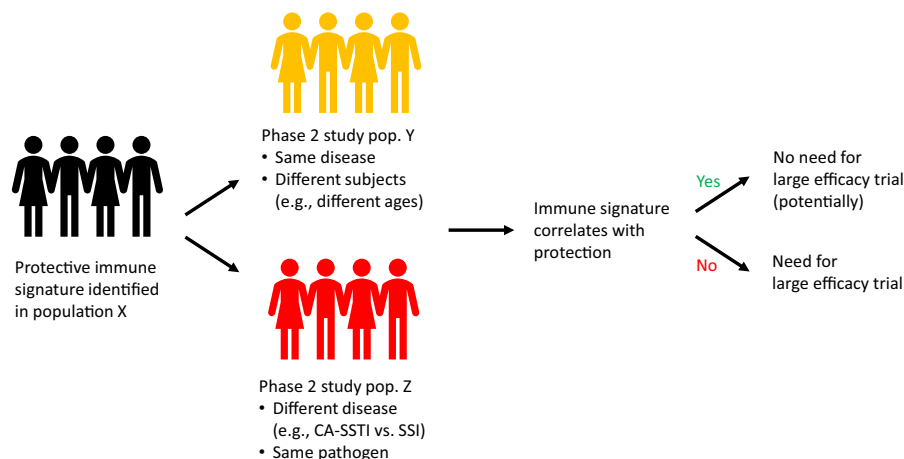 Protective immune
signature identified
in population X
Phase 2 study pop. Y
• Same disease
• Different subjects
(e.g., different ages)
Phase 2 study pop. Z
• Different disease
(e.g., CA-SSTI vs. SSI)
• Same pathogen
Immune signature
correlates with
protection
Yes
No need for
large efficacy trial
(potentially)
No
Need for
large efficacy trial